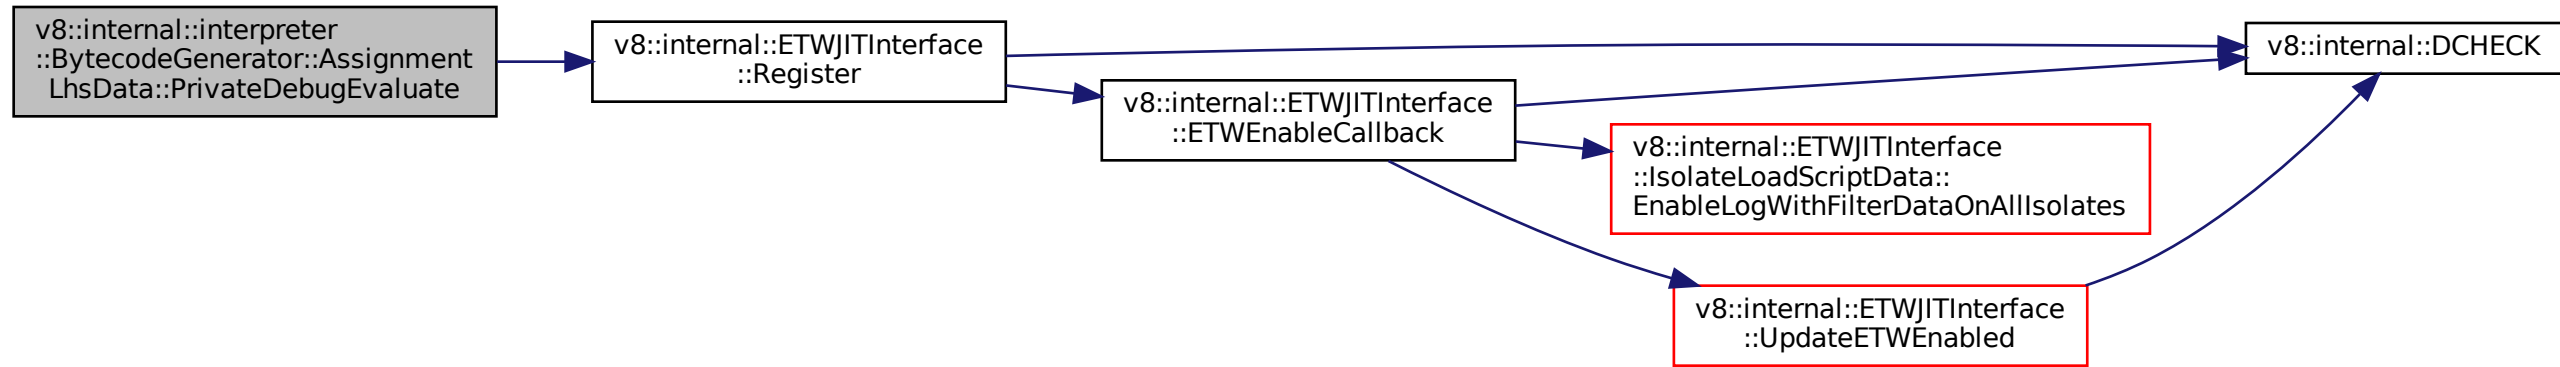 v8::internal::interpreter
::BytecodeGenerator::Assignment
LhsData::PrivateDebugEvaluate
v8::internal::ETWJITInterface
::Register
v8::internal::ETWJITInterface
::ETWEnableCallback
v8::internal::ETWJITInterface
::IsolateLoadScriptData::
EnableLogWithFilterDataOnAllIsolates
v8::internal::ETWJITInterface
::UpdateETWEnabled
v8::internal::DCHECK